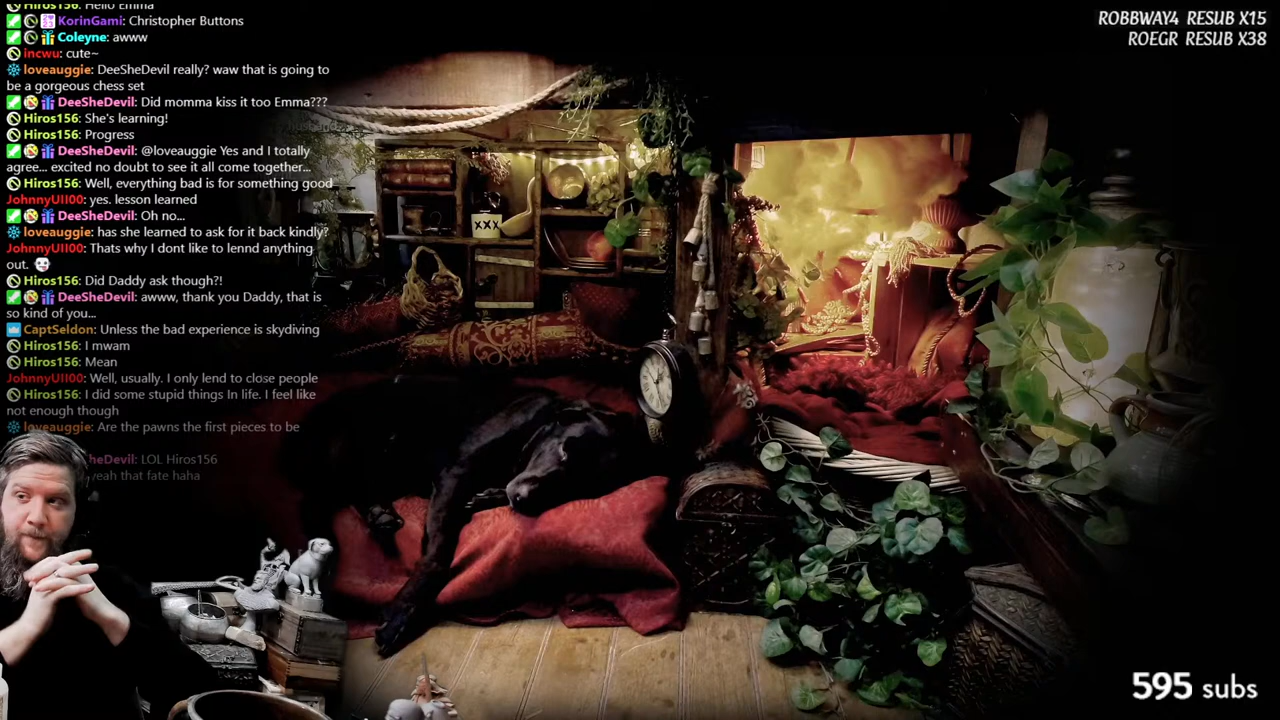 Hiros156: Hello Emma
KorinGami: Christopher Buttons
Coleyne: awww
incwu: cute~
loveauggie: DeeSheDevil really? waw that is going to
be a gorgeous chess set
DeeSheDevil: Did momma kiss it too Emma???
Hiros156: She's learning!
Hiros156: Progress
DeeSheDevil: @loveauggie Yes and I totally
agree... excited no doubt to see it all come together...
Hiros156: Well, everything bad is for something good
JohnnyUll00: yes. lesson learned
DeeSheDevil: Oh no...
loveauggie: has she learned to ask for it back kindly?
JohnnyUll00: Thats why I dont like to lennd anything
out.
Hiros156: Did Daddy ask though?!
DeeSheDevil: awww, thank you Daddy, that is
so kind of you...
CaptSeldon: Unless the bad experience is skydiving
Hiros156: I mwam
Hiros156: Mean
JohnnyUll00: Well, usually. I only lend to close people
Hiros156: I did some stupid things In life. I feel like
not enough though
loveauggie: Are the pawns the first pieces to be
heDevil: LOL Hiros156
yeah that fate haha
ROBBWAY4 RESUB X15
ROEGR RESUB X38
XXX
595 subs